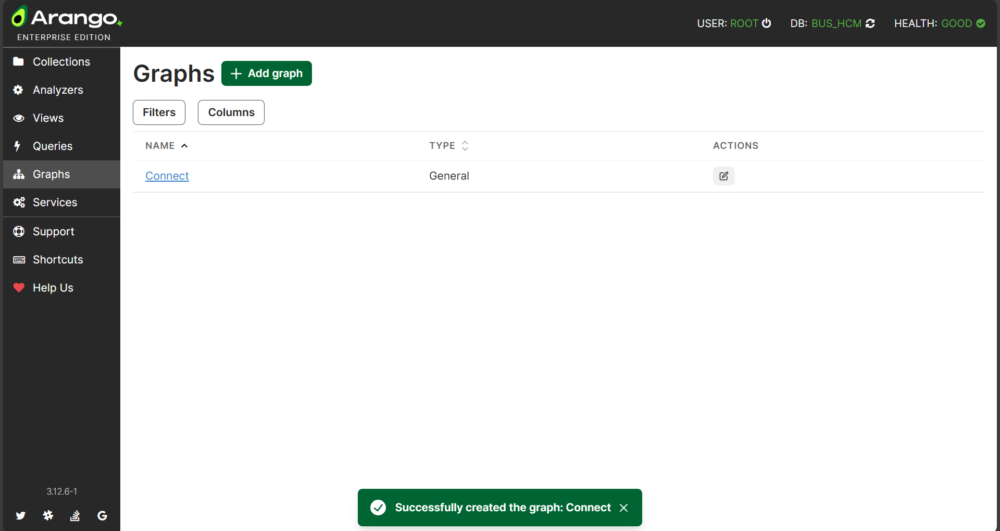 Arango
ENTERPRISE EDITION
USER: ROOT
DB: BUS_HCM
HEALTH: GOOD
Collections
Analyzers
Views
Queries
Graphs
Services
Support
Shortcuts
Help Us
3.12.6-1
Graphs
Add graph
Filters
Columns
NAME
TYPE
ACTIONS
Connect
General
Successfully created the graph: Connect